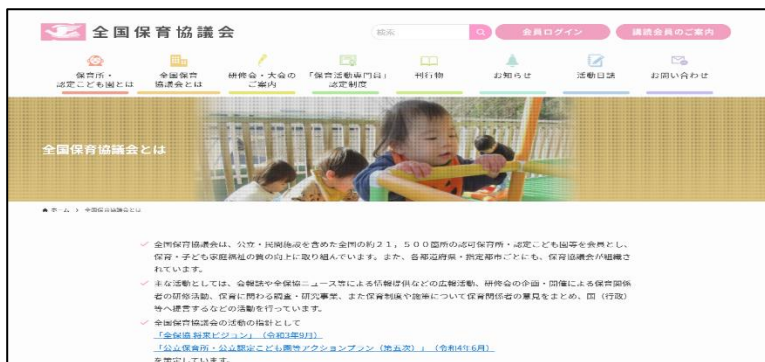 全国保育協議会
検索
会員ログイン
購読会員のご案内
保育所・
認定こども園とは
全国保育
協議会とは
研修会・大会の
ご案内
「保育活動専門員」
認定制度
刊行物
お知らせ
活動日誌
お問い合わせ
全国保育協議会とは
ホーム > 全国保育協議会とは
全国保育協議会は、公立・民間施設を含めた全国の約21,500箇所の認可保育所・認定こども園等を会員とし、
保育・子ども家庭福祉の質の向上に取り組んでいます。また、各都道府県・指定都市ごとにも、保育協議会が組織さ
れています。
主な活動としては、会報誌や全保協ニュース等による情報提供などの広報活動、研修会の企画・開催による保育関係
者の研修活動、保育に関わる調査・研究事業、また保育制度や施策について保育関係者の意見をまとめ、国（行政）
等へ提言するなどの活動を行っています。
全国保育協議会の活動の指針として
「全保協 将来ビジョン」（令和3年9月）
「公立保育所・公立認定こども園等アクションプラン（第五次）」（令和4年6月）
を策定しています。